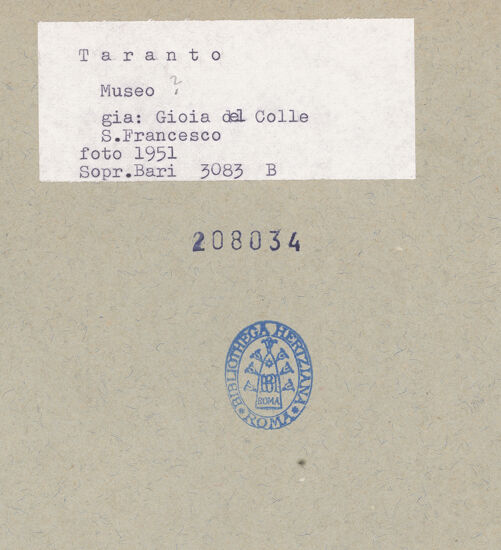 Taranto
Museo ?
gia: Gioia del Colle
S.Francesco
foto 1951
Sopr.Bari 3083 B
208034
BIBLIOTHECA HERTZIANA
ROMA
ROMA